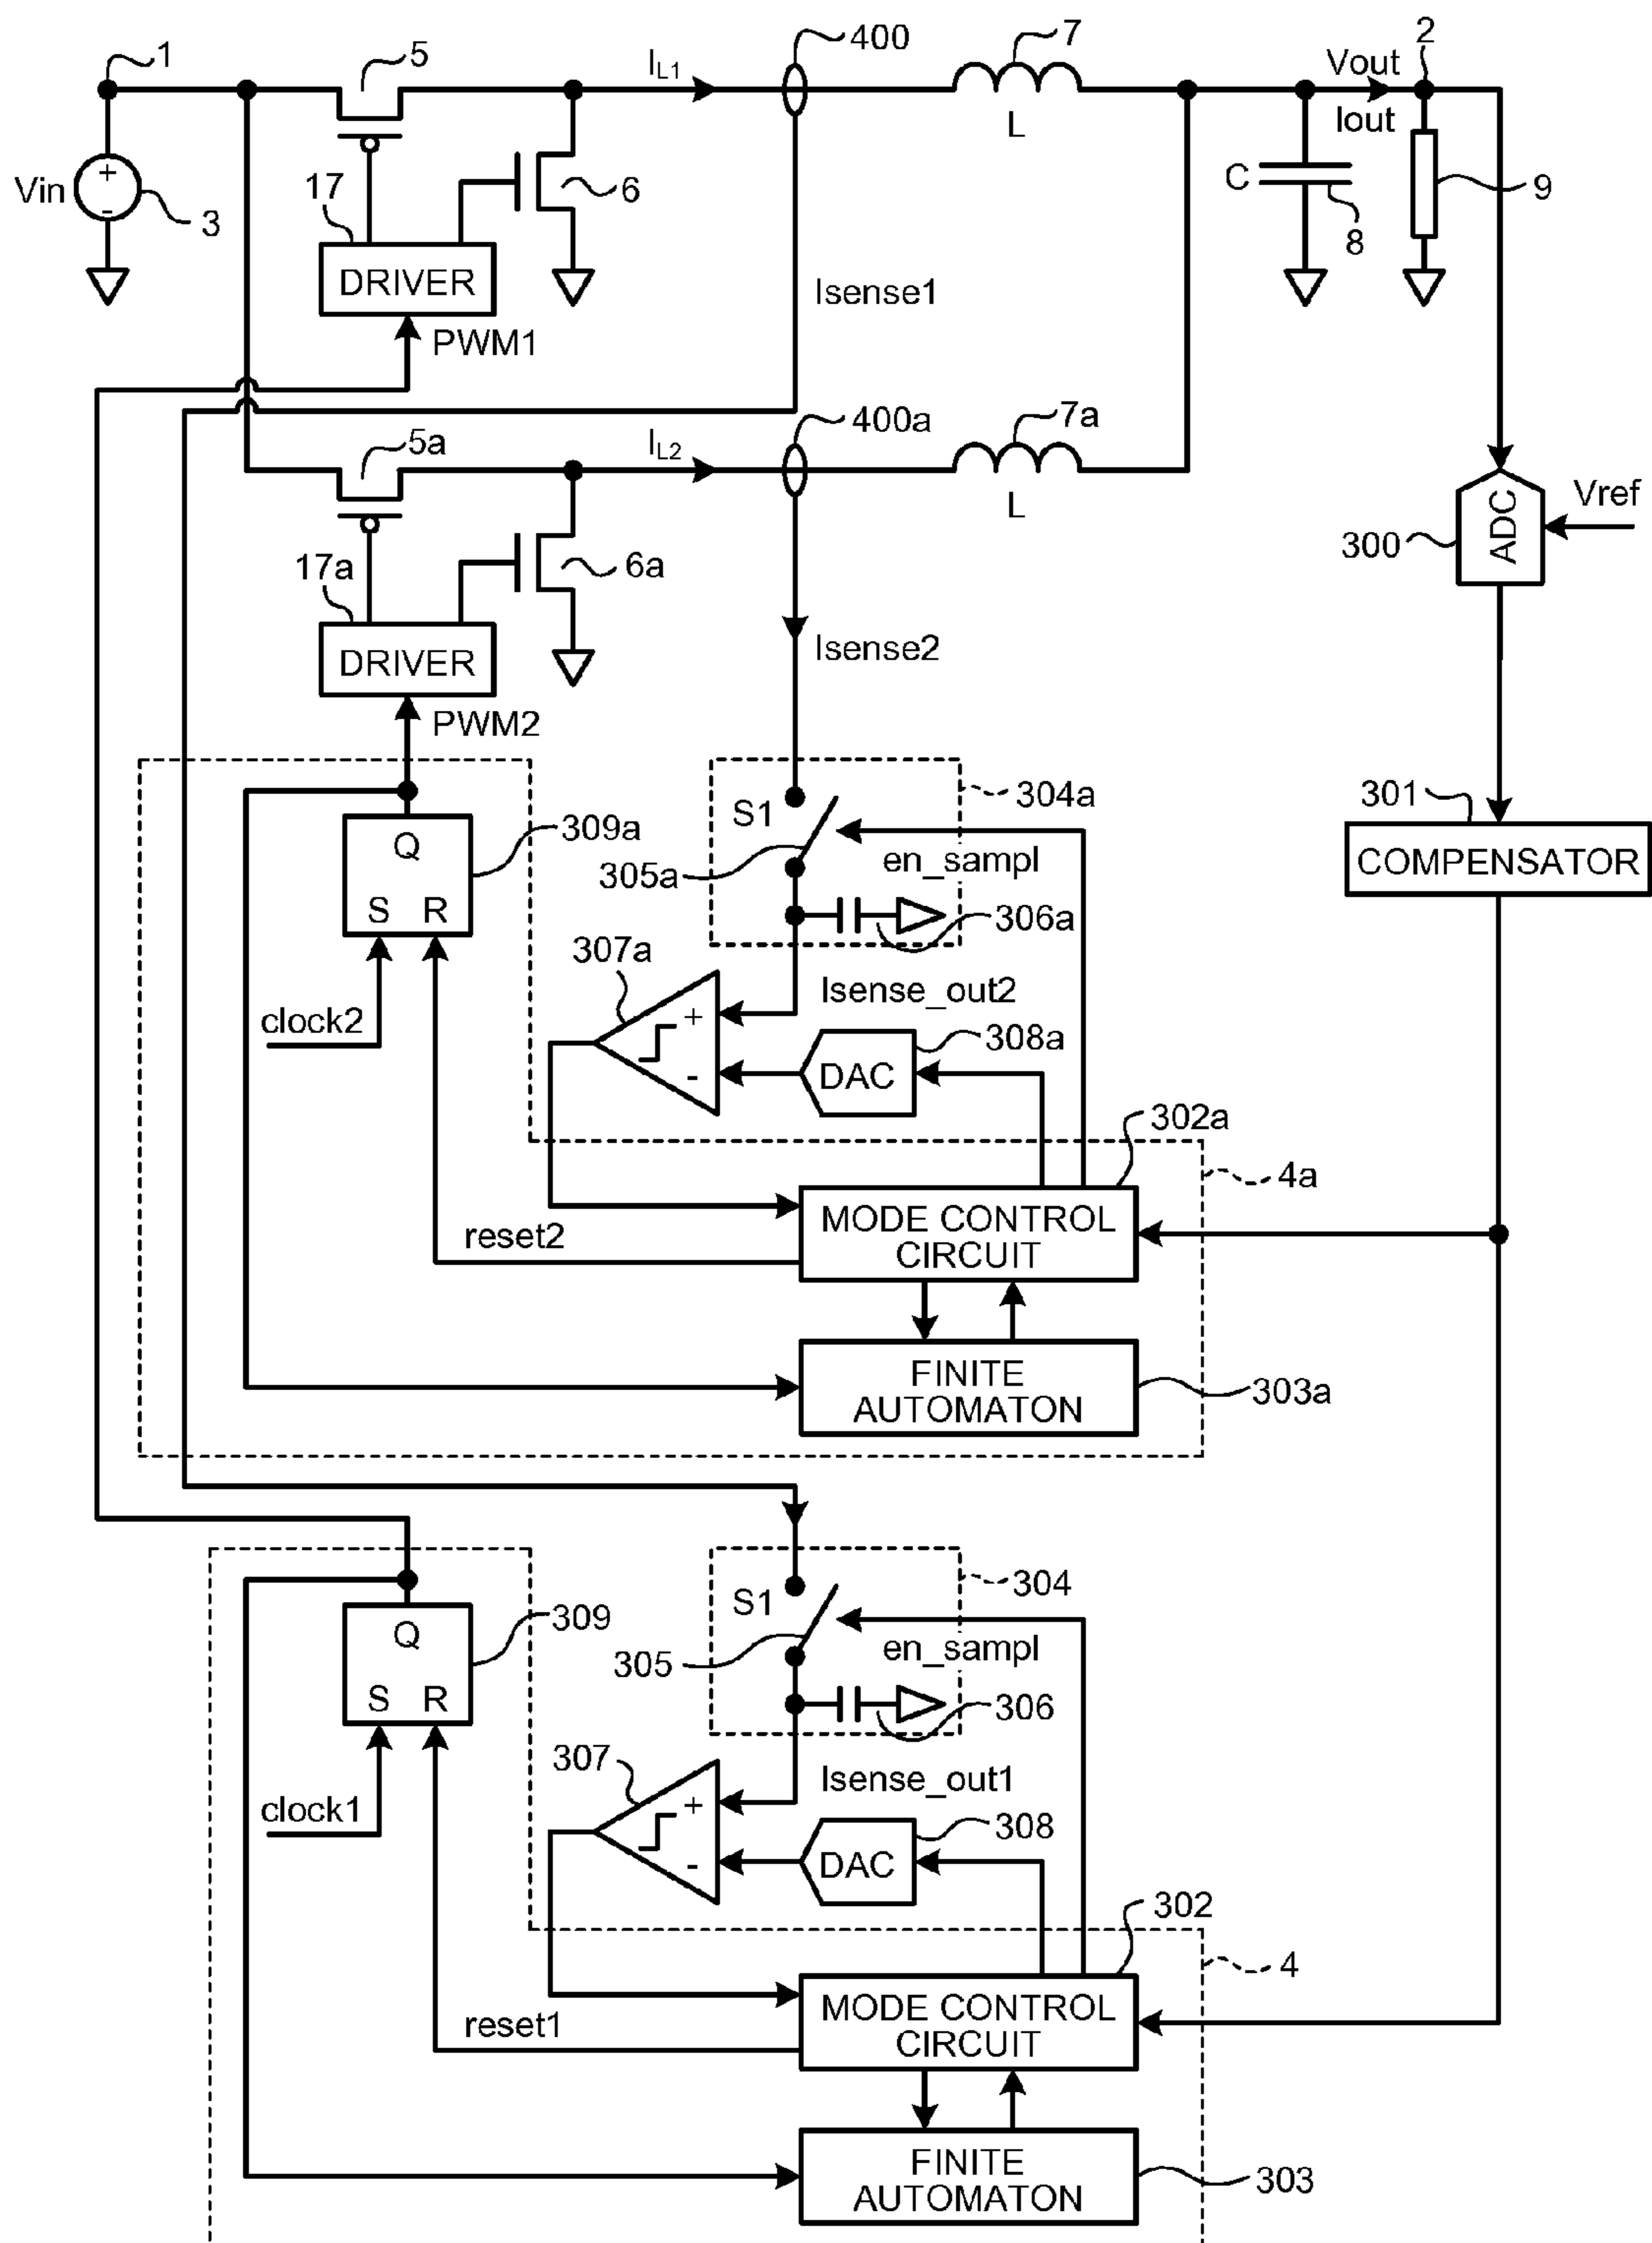 1
5
I_L1
400
7
2
Vout
Iout
L
Vin
+
-
3
17
6
C
8
9
DRIVER
PWM1
Isense1
5a
I_L2
400a
7a
L
ADC
Vref
300
17a
6a
DRIVER
PWM2
Isense2
304a
S1
305a
en_sampl
306a
301
COMPENSATOR
Q
S R
309a
307a
clock2
Isense_out2
+
-
DAC
308a
302a
4a
MODE CONTROL
CIRCUIT
reset2
FINITE
AUTOMATON
303a
304
S1
305
en_sampl
306
Q
S R
309
307
clock1
Isense_out1
+
-
DAC
308
302
4
MODE CONTROL
CIRCUIT
reset1
FINITE
AUTOMATON
303